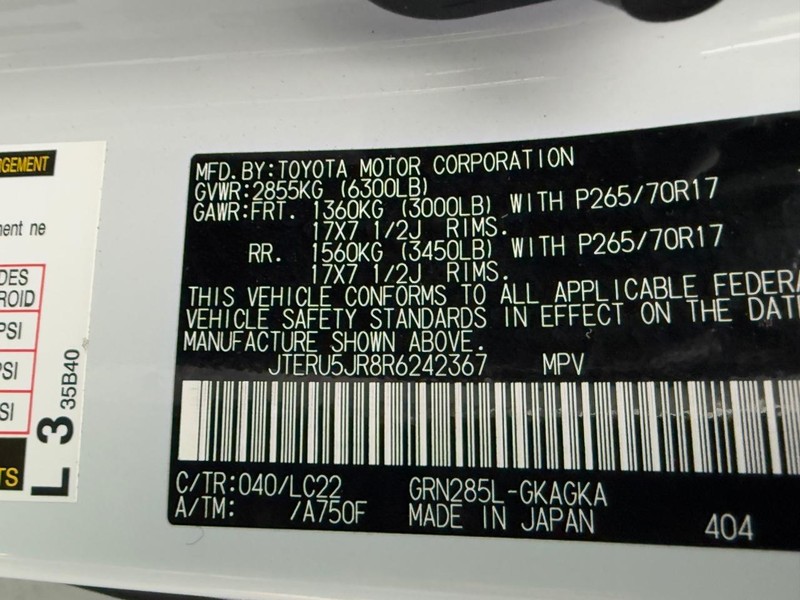 MFD. BY: TOYOTA MOTOR CORPORATION
GVWR: 2855KG (6300LB)
GAWR: FRT. 1360KG (3000LB) WITH P265/70R17
17X7 1/2J RIMS.
RR. 1560KG (3450LB) WITH P265/70R17
17X7 1/2J RIMS.
THIS VEHICLE CONFORMS TO ALL APPLICABLE FEDERA
VEHICLE SAFETY STANDARDS IN EFFECT ON THE DAT
MANUFACTURE SHOWN ABOVE.
JTERU5JR8R6242367 MPV
C/TR: 040/LC22 GRN285L-GKAGKA
A/TM: /A750F MADE IN JAPAN 404
RGEMENT
ment ne
DES
ROID
PSI
PSI
SI
TS
L 3 35B40